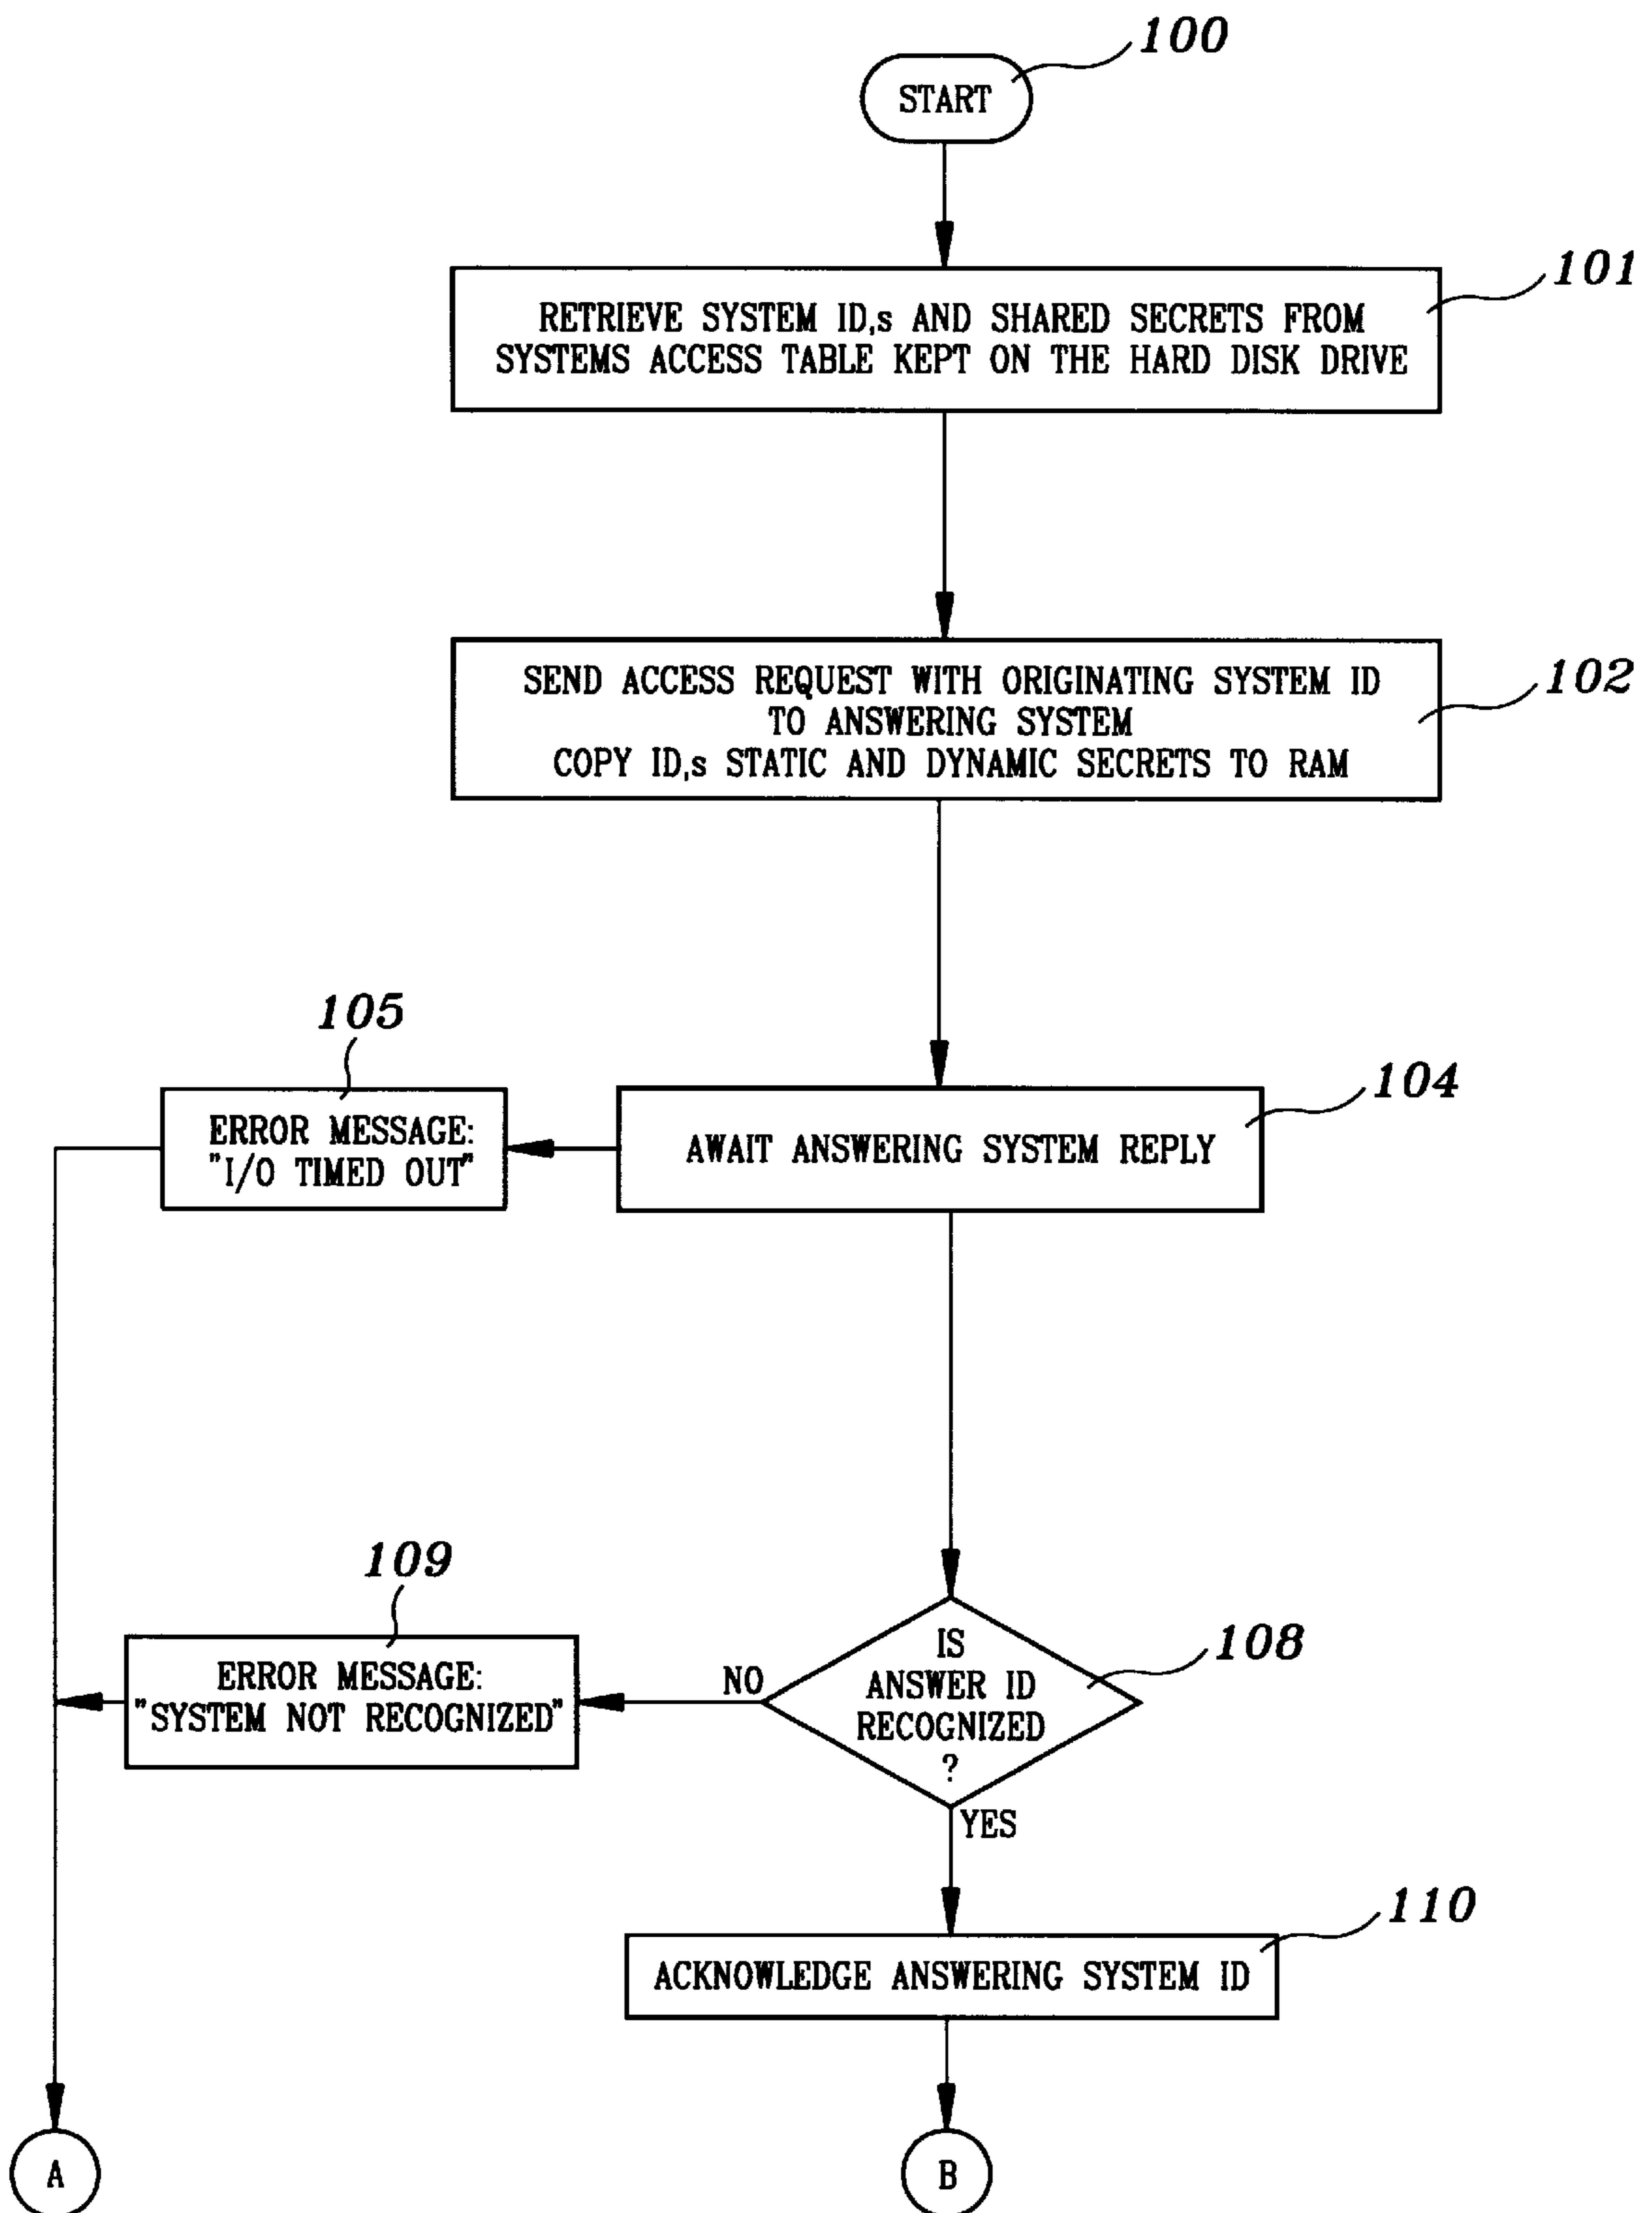 100
START
101
RETRIEVE SYSTEM ID,s AND SHARED SECRETS FROM
SYSTEMS ACCESS TABLE KEPT ON THE HARD DISK DRIVE
SEND ACCESS REQUEST WITH ORIGINATING SYSTEM ID
TO ANSWERING SYSTEM
COPY ID,s STATIC AND DYNAMIC SECRETS TO RAM
102
105
ERROR MESSAGE:
"I/O TIMED OUT"
104
AWAIT ANSWERING SYSTEM REPLY
109
ERROR MESSAGE:
"SYSTEM NOT RECOGNIZED"
NO
IS
ANSWER ID
RECOGNIZED
?
108
YES
110
ACKNOWLEDGE ANSWERING SYSTEM ID
A
B